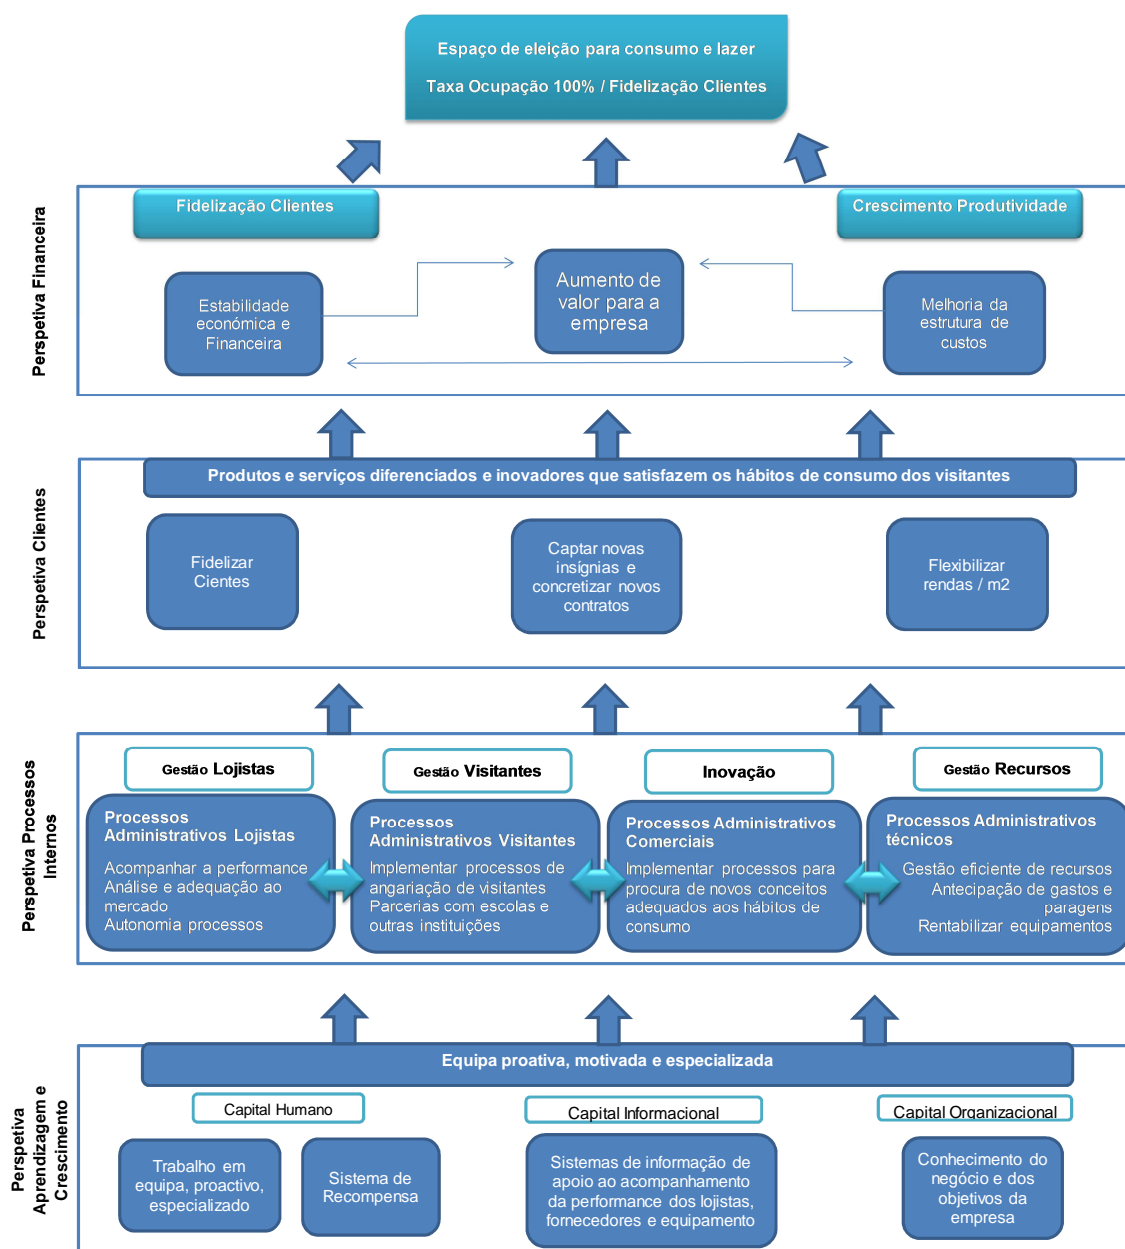 Espaço de eleição para consumo e lazer
Taxa Ocupação 100% / Fidelização Clientes
Perspetiva Financeira
Fidelização Clientes
Crescimento Produtividade
Estabilidade
económica e
Financeira
Aumento de
valor para a
empresa
Melhoria da
estrutura de
custos
Perspetiva Clientes
Produtos e serviços diferenciados e inovadores que satisfazem os hábitos de consumo dos visitantes
Fidelizar
Cientes
Captar novas
insígnias e
concretizar novos
contratos
Flexibilizar
rendas / m2
Perspetiva Processos
Internos
Gestão Lojistas
Gestão Visitantes
Inovação
Gestão Recursos
Processos
Administrativos Lojistas
Acompanhar a performance
Análise e adequação ao
mercado
Autonomia processos
Processos
Administrativos Visitantes
Implementar processos de
angariação de visitantes
Parcerias com escolas e
outras instituições
Processos Administrativos
Comerciais
Implementar processos para
procura de novos conceitos
adequados aos hábitos de
consumo
Processos Administrativos
técnicos
Gestão eficiente de recursos
Antecipação de gastos e
paragens
Rentabilizar equipamentos
Perspetiva
Aprendizagem e
Crescimento
Equipa proativa, motivada e especializada
Capital Humano
Capital Informacional
Capital Organizacional
Trabalho em
equipa, proactivo,
especializado
Sistema de
Recompensa
Sistemas de informação de
apoio ao acompanhamento
da performance dos lojistas,
fornecedores e equipamento
Conhecimento do
negócio e dos
objetivos da
empresa